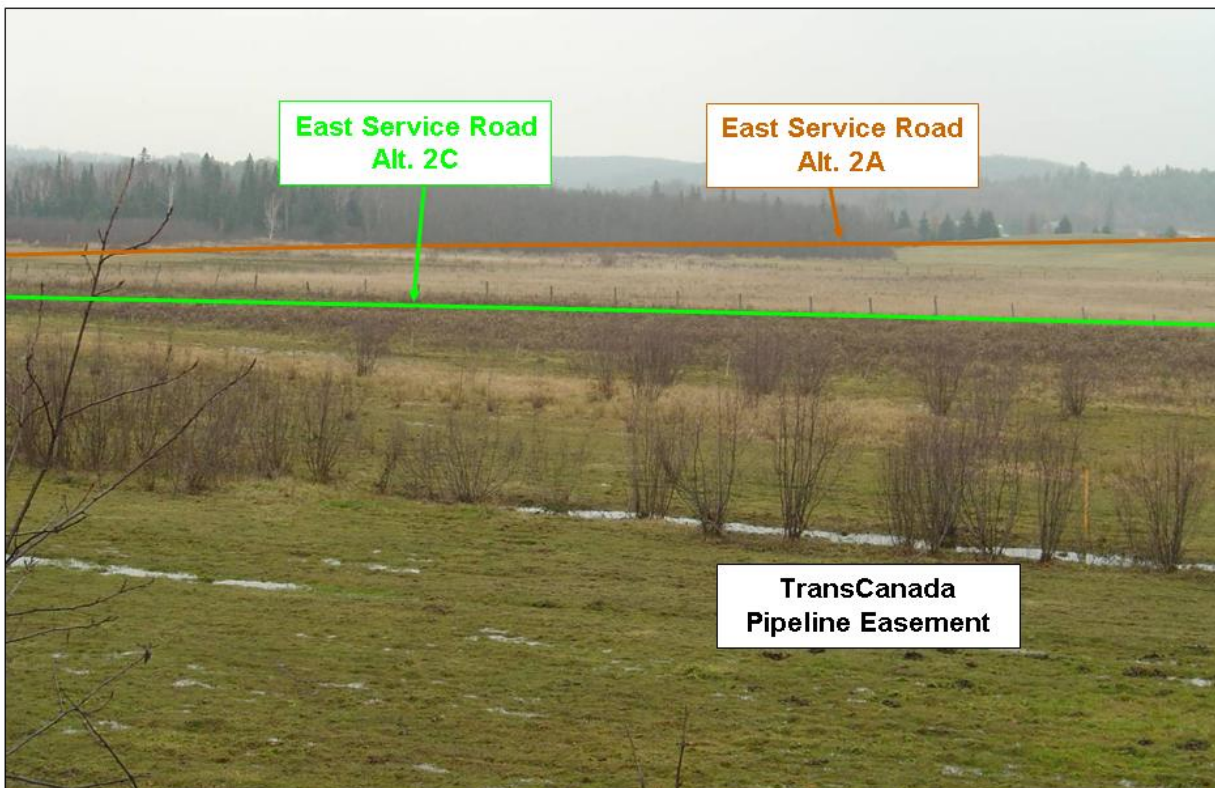 East Service Road
Alt. 2C
East Service Road
Alt. 2A
TransCanada
Pipeline Easement